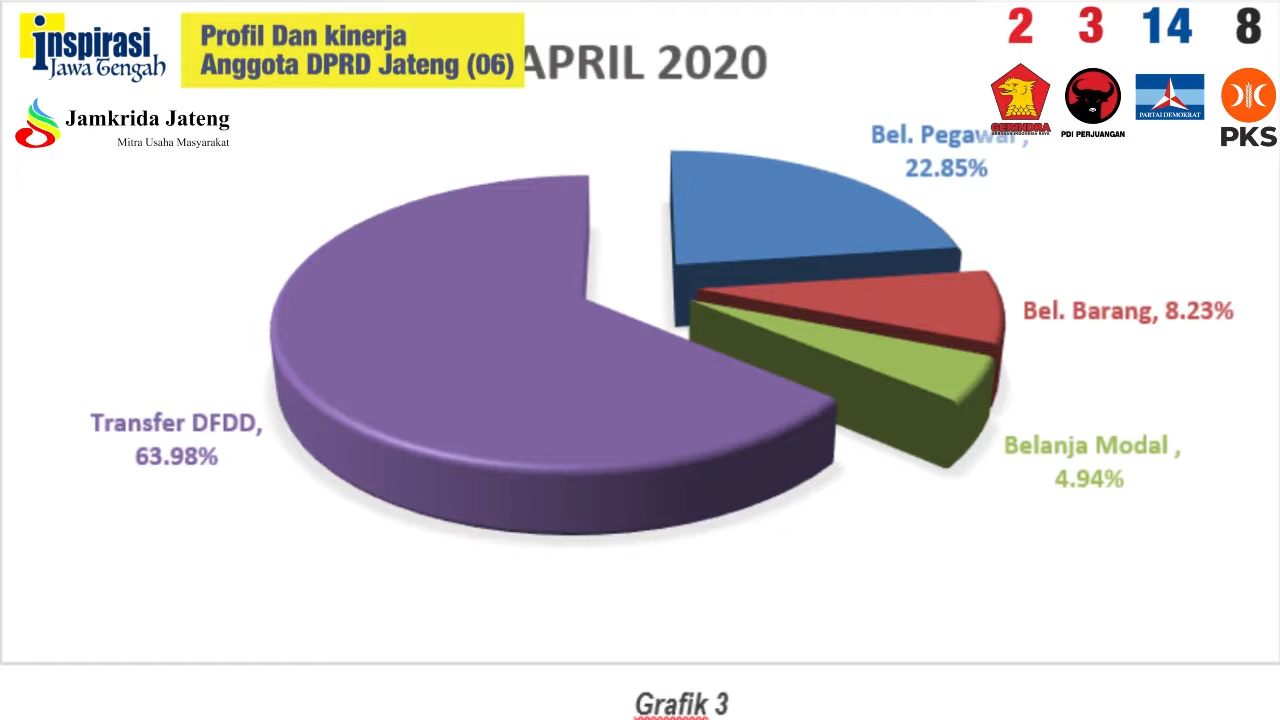 inspirasi
Jawa Tengah
Profil Dan kinerja
Anggota DPRD Jateng (06)
APRIL 2020
2 3 14 8
Jamkrida Jateng
Mitra Usaha Masyarakat
GERINDRA
PDI PERJUANGAN
PARTAI DEMOKRAT
PKS
Bel. Pegawai ,
22.85%
Bel. Barang, 8.23%
Transfer DFDD,
63.98%
Belanja Modal ,
4.94%
Grafik 3